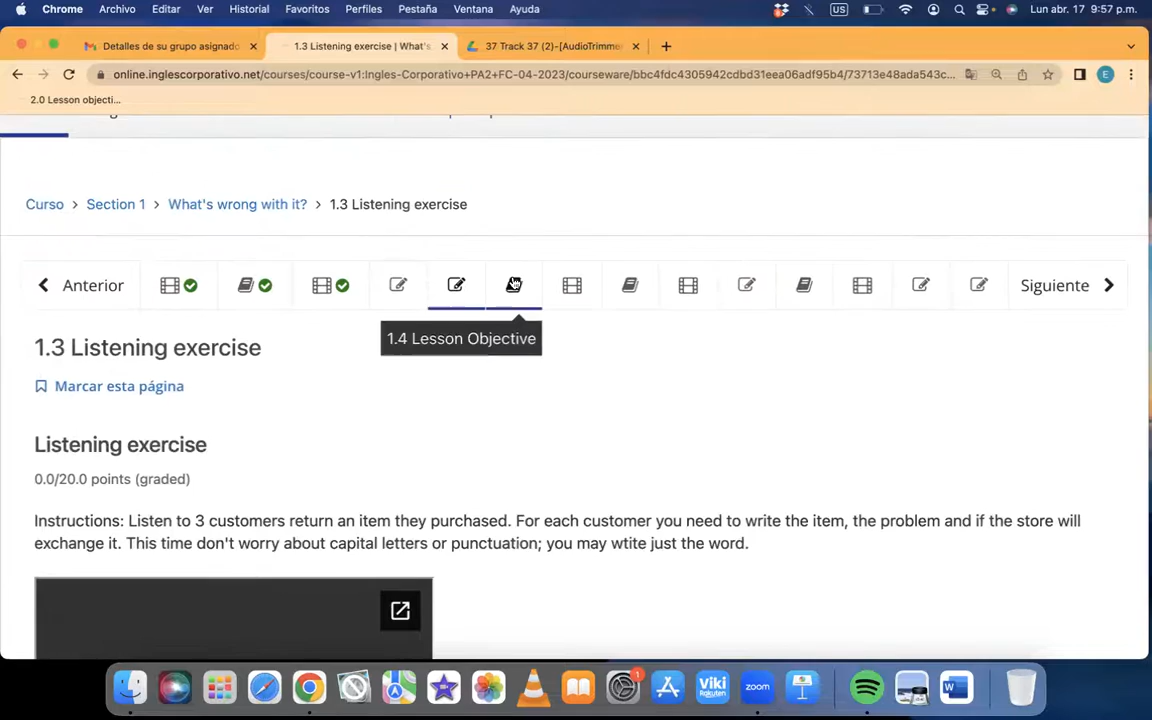 Chrome Archivo Editar Ver Historial Favoritos Perfiles Pestaña Ventana Ayuda US Lun abr. 17 9:57 p.m.
Detalles de su grupo asignado 1.3 Listening exercise | What's. 37 Track 37 (2)-[AudioTrimme
online.inglescorporativo.net/courses/course-v1:Ingles-Corporativo+PA2+FC-04-2023/courseware/bbc4fdc4305942cdbd31eea06adf95b4/73713e48ada543c... E
2.0 Lesson objecti...
Curso > Section 1 > What's wrong with it? > 1.3 Listening exercise
Anterior Siguiente
1.4 Lesson Objective
1.3 Listening exercise
Marcar esta página
Listening exercise
0.0/20.0 points (graded)
Instructions: Listen to 3 customers return an item they purchased. For each customer you need to write the item, the problem and if the store will
exchange it. This time don't worry about capital letters or punctuation; you may wtite just the word.
1
Viki
Rakuten
zoom
W